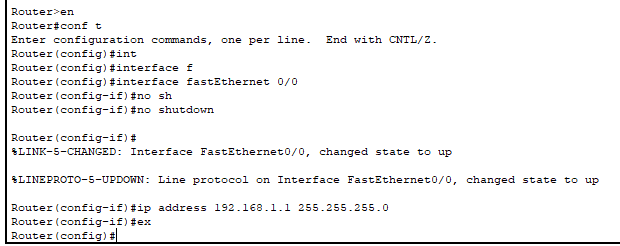 Router>en
Router#conf t
Enter configuration commands, one per line.  End with CNTL/Z.
Router(config)#int
Router(config)#interface f
Router(config)#interface fastEthernet 0/0
Router(config-if)#no sh
Router(config-if)#no shutdown
Router(config-if)#
%LINK-5-CHANGED: Interface FastEthernet0/0, changed state to up
%LINEPROTO-5-UPDOWN: Line protocol on Interface FastEthernet0/0, changed state to up
Router(config-if)#ip address 192.168.1.1 255.255.255.0
Router(config-if)#ex
Router(config)#